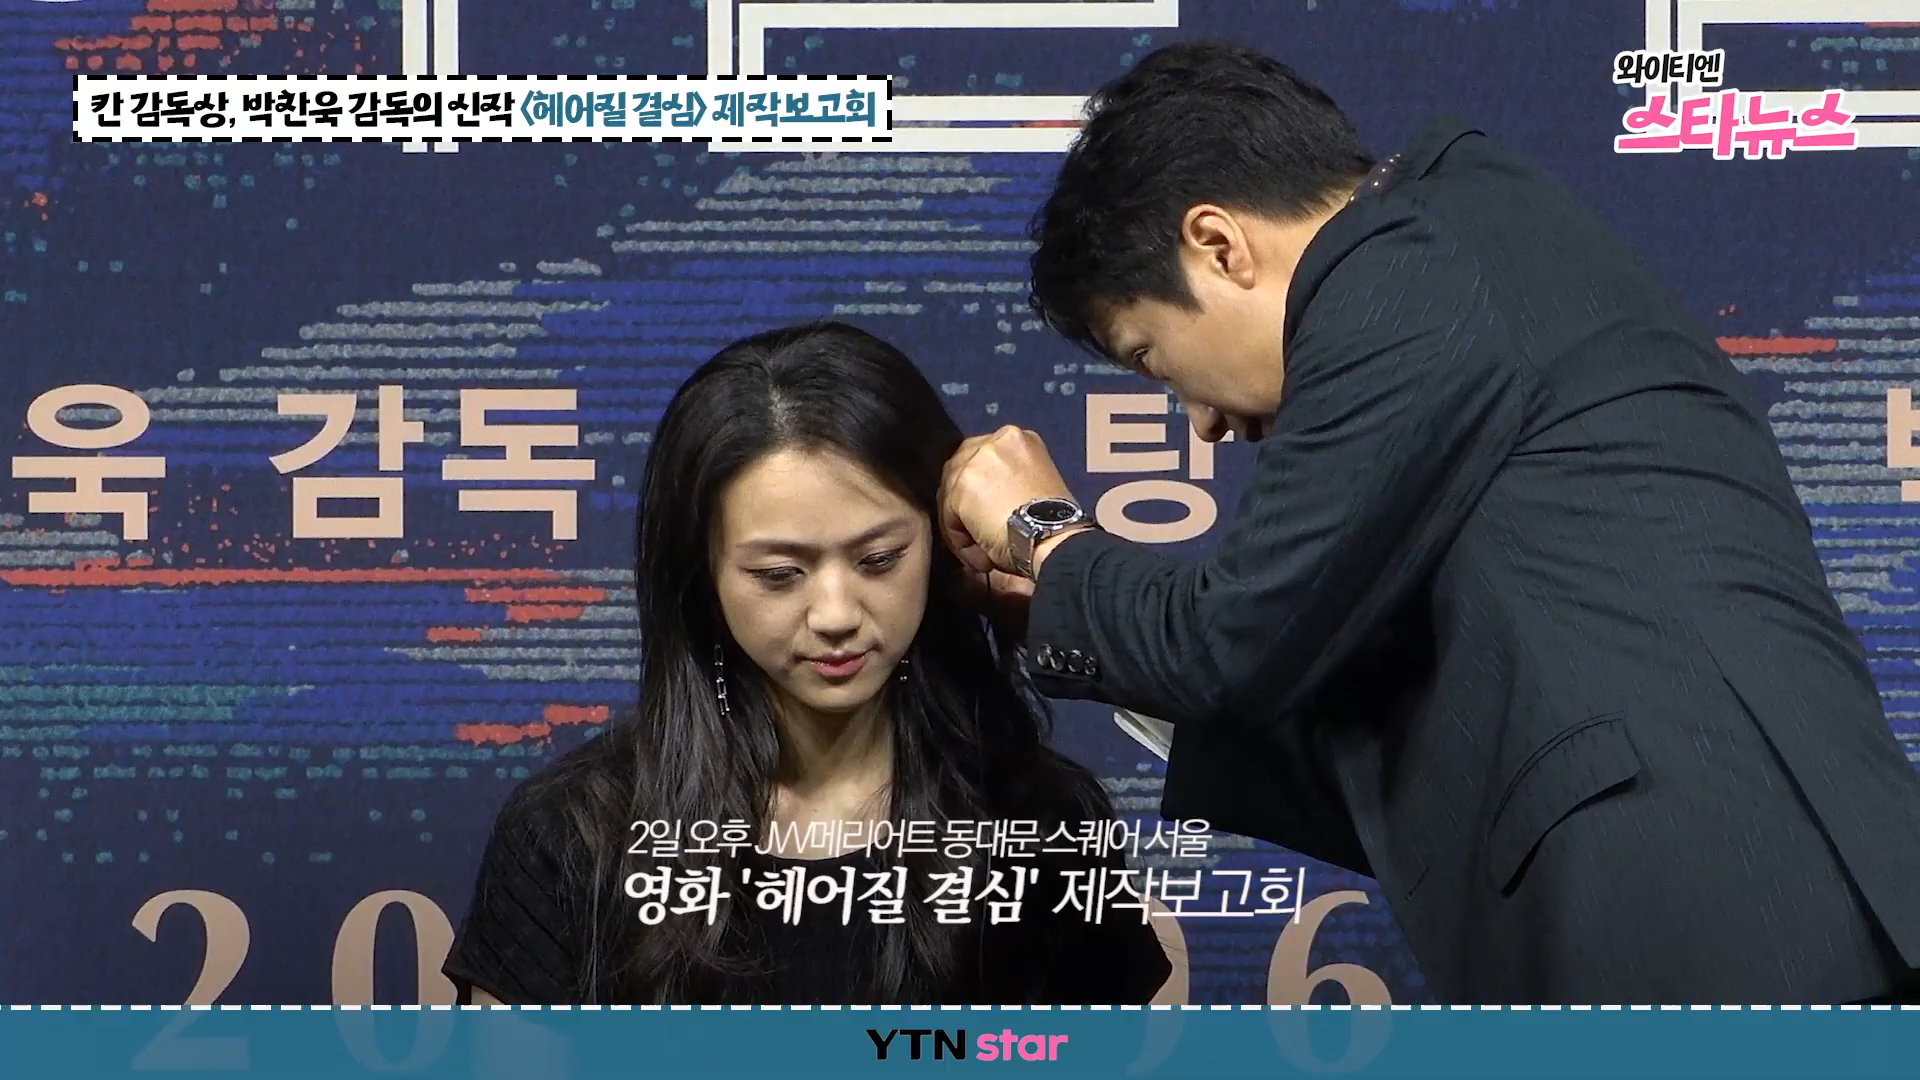 칸 감독상, 박찬욱 감독의 신작 <헤어질 결심> 제작보고회
와이티엔
스타뉴스
욱 감독
탕
2일 오후 JW메리어트 동대문 스퀘어 서울
영화 '헤어질 결심' 제작보고회
20
06
YTN star